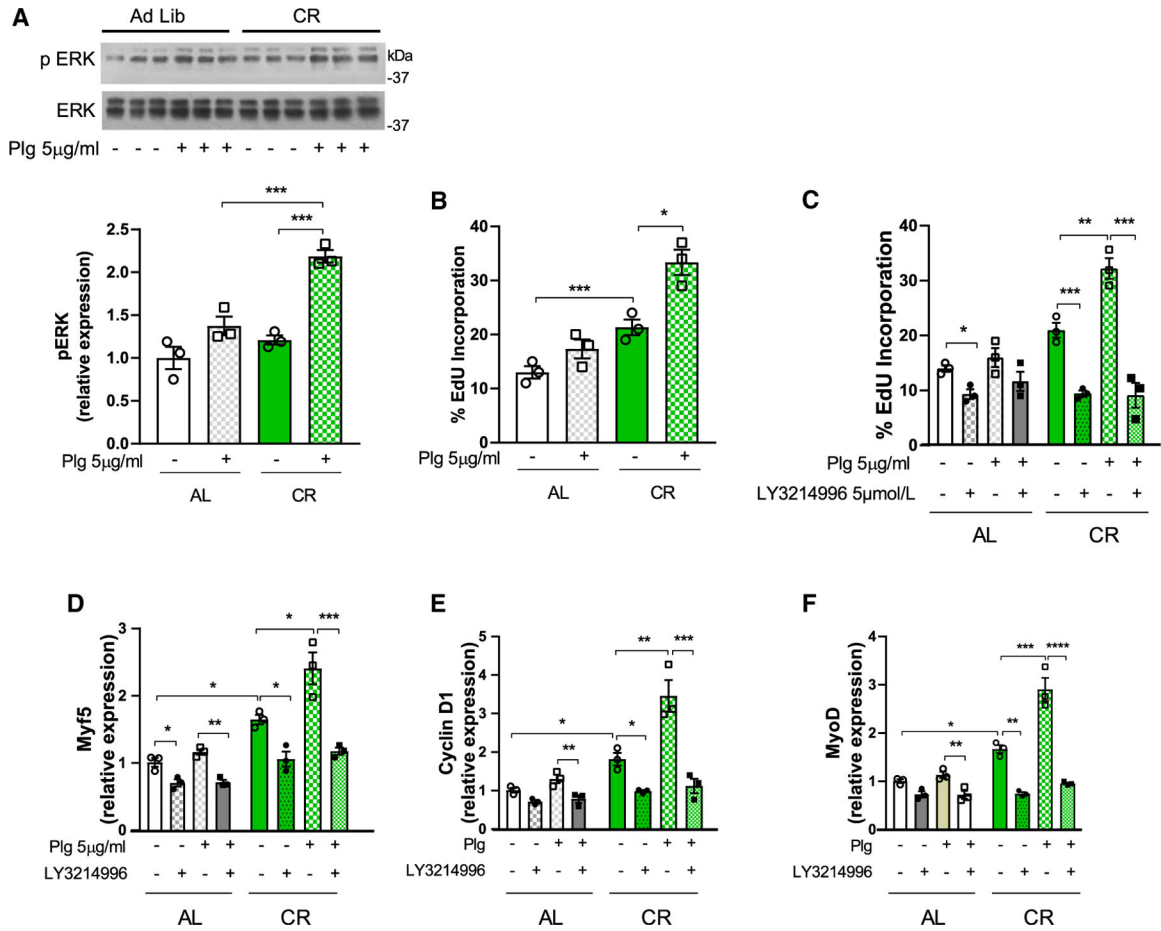 A
Ad Lib CR
p ERK
kDa
-37
ERK
-37
Plg 5μg/ml - - - + + + - - - + + +
***
***
pERK
(relative expression)
2.5
2.0
1.5
1.0
0.5
0.0
Plg 5μg/ml - + - +
AL CR
B
*
***
% EdU Incorporation
40
30
20
10
0
Plg 5μg/ml - + - +
AL CR
C
** ***
***
*
% EdU Incorporation
40
30
20
10
0
Plg 5μg/ml - - + + - - + +
LY3214996 5μmol/L - + - + - + - +
AL CR
D
* ***
* *
* **
Myf5
(relative expression)
3
2
1
0
Plg 5μg/ml - - + + - - + +
LY3214996 - + - + - + - +
AL CR
E
** ***
* *
**
Cyclin D1
(relative expression)
5
4
3
2
1
0
Plg - - + + - - + +
LY3214996 - + - + - + - +
AL CR
F
*** ****
* **
**
MyoD
(relative expression)
4
3
2
1
0
Plg - - + + - - + +
LY3214996 - + - + - + - +
AL CR